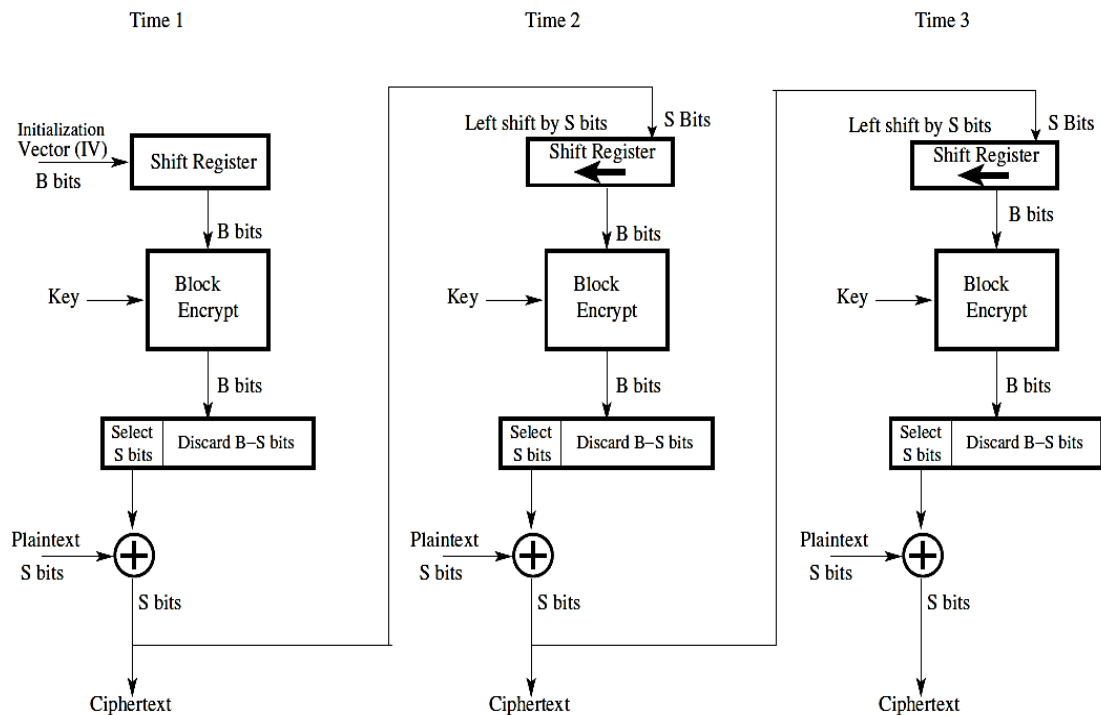 Time 1
Time 2
Time 3
Initialization
Vector (IV)
B bits
Shift Register
B bits
Key
Block
Encrypt
B bits
Select
S bits
Discard B−S bits
Plaintext
S bits
S bits
Ciphertext
Left shift by S bits
S Bits
Shift Register
B bits
Key
Block
Encrypt
B bits
Select
S bits
Discard B−S bits
Plaintext
S bits
S bits
Ciphertext
Left shift by S bits
S Bits
Shift Register
B bits
Key
Block
Encrypt
B bits
Select
S bits
Discard B−S bits
Plaintext
S bits
S bits
Ciphertext